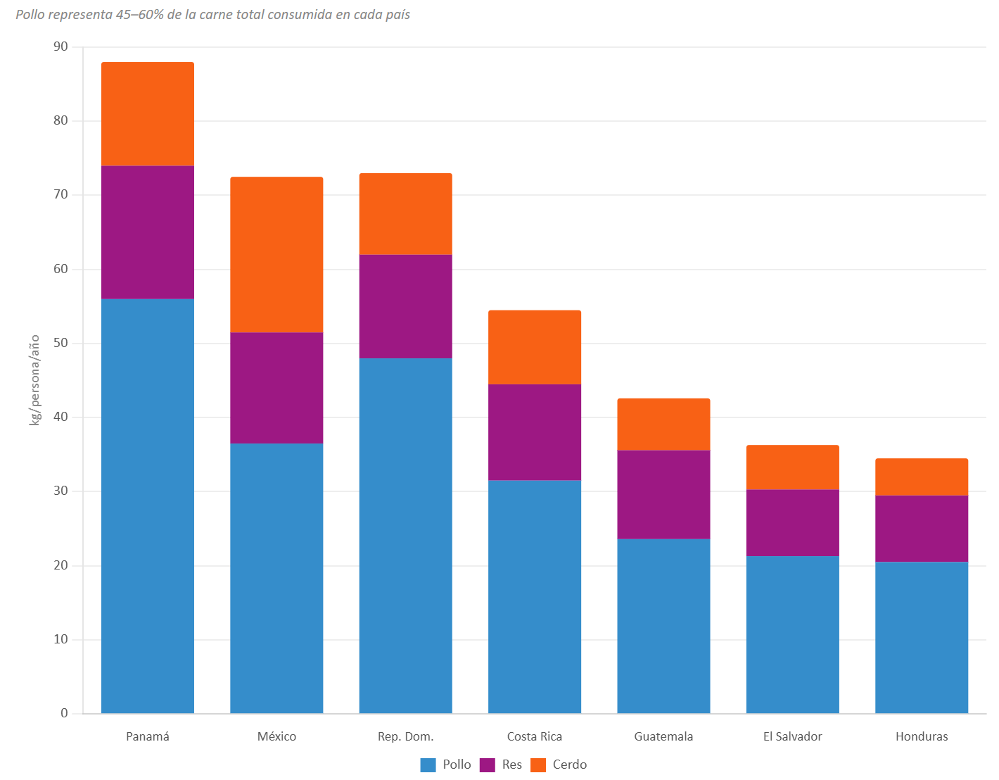 Pollo representa 45–60% de la carne total consumida en cada país
90
80
70
60
50
40
30
20
10
0
kg/persona/año
Panamá
México
Rep. Dom.
Costa Rica
Guatemala
El Salvador
Honduras
Pollo
Res
Cerdo